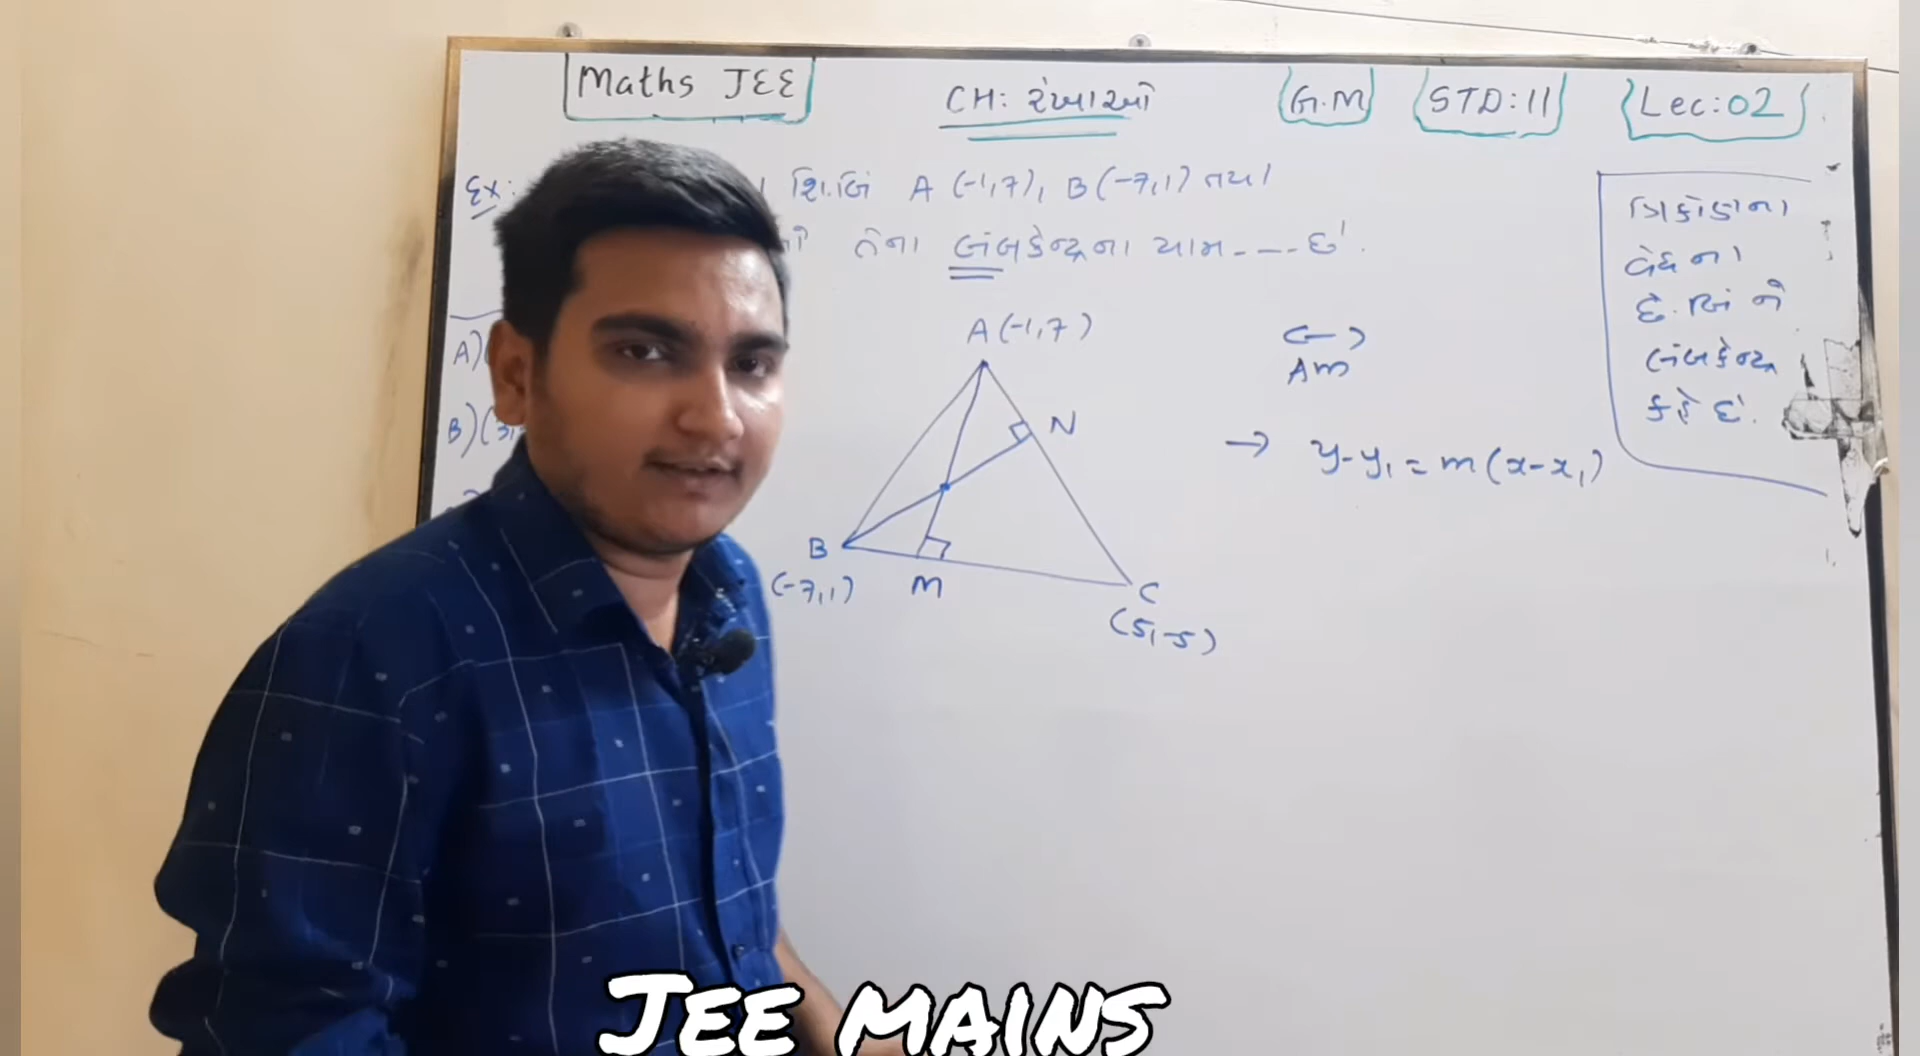 Maths JEE
CH: રેખાઓ
G.M
STD:11
Lec:02
Ex:
શિ.બિં A (-1,7), B (-7,1) તથા
તેના લંબકેન્દ્રના યામ - - - - છે.
ત્રિકોણના
વેધના
છે.બિં ને
લંબકેન્દ્ર
કહે છે.
A)
B) (
A (-1,7)
N
B
(-7,1)
M
C
(5,-5)
↔
AM
→ y-y₁ = m(x-x₁)
JEE MAINS